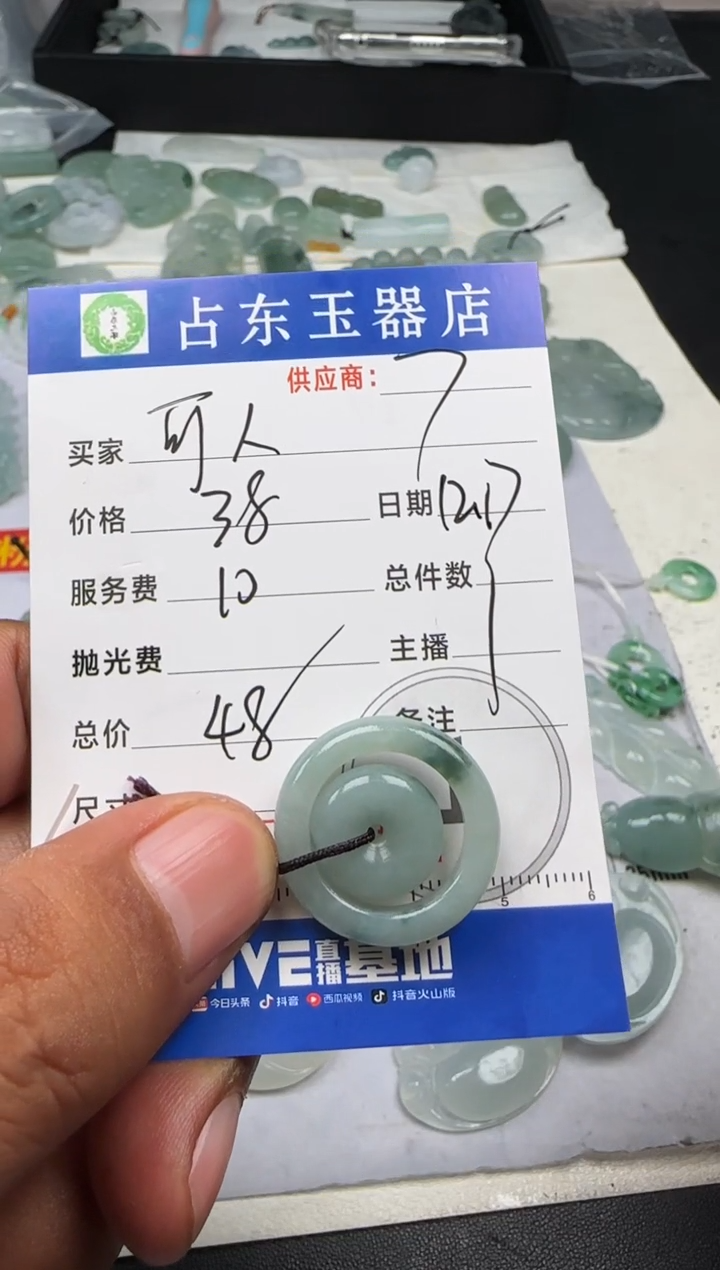 占东玉器店
供应商： 7
买家 可人
价格 38 日期 12.17
服务费 10 总件数
抛光费 主播
总价 48 备注
尺寸
5 6
LIVE直播基地
今日头条 抖音 西瓜视频 抖音火山版